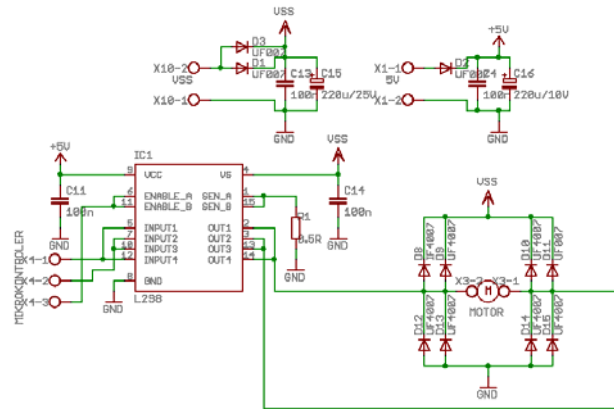 VSS
+5V
D3
UF007
X10-2
D1
VSS
UF007
C13
C15
100n
220u/25V
X10-1
GND
X1-1
D2
5V
C16
100n
220u/10V
X1-2
GND
+5V
IC1
VSS
9
VCC
VS
4
C11
100n
6
ENABLE_A
SEN_A
1
11
ENABLE_B
SEN_B
15
C14
100n
R1
0.5R
5
INPUT1
OUT1
2
7
INPUT2
OUT2
3
10
INPUT3
OUT3
13
12
INPUT4
OUT4
14
8
GND
L298
GND
GND
GND
GND
X4-1
X4-2
X4-3
MIKROKONTROLER
VSS
D8
UF4007
D9
UF4007
D10
UF4007
D11
UF007
X3-2
M
X3-1
MOTOR
D12
UF4007
D13
UF4007
D14
UF4007
D15
UF4007
GND